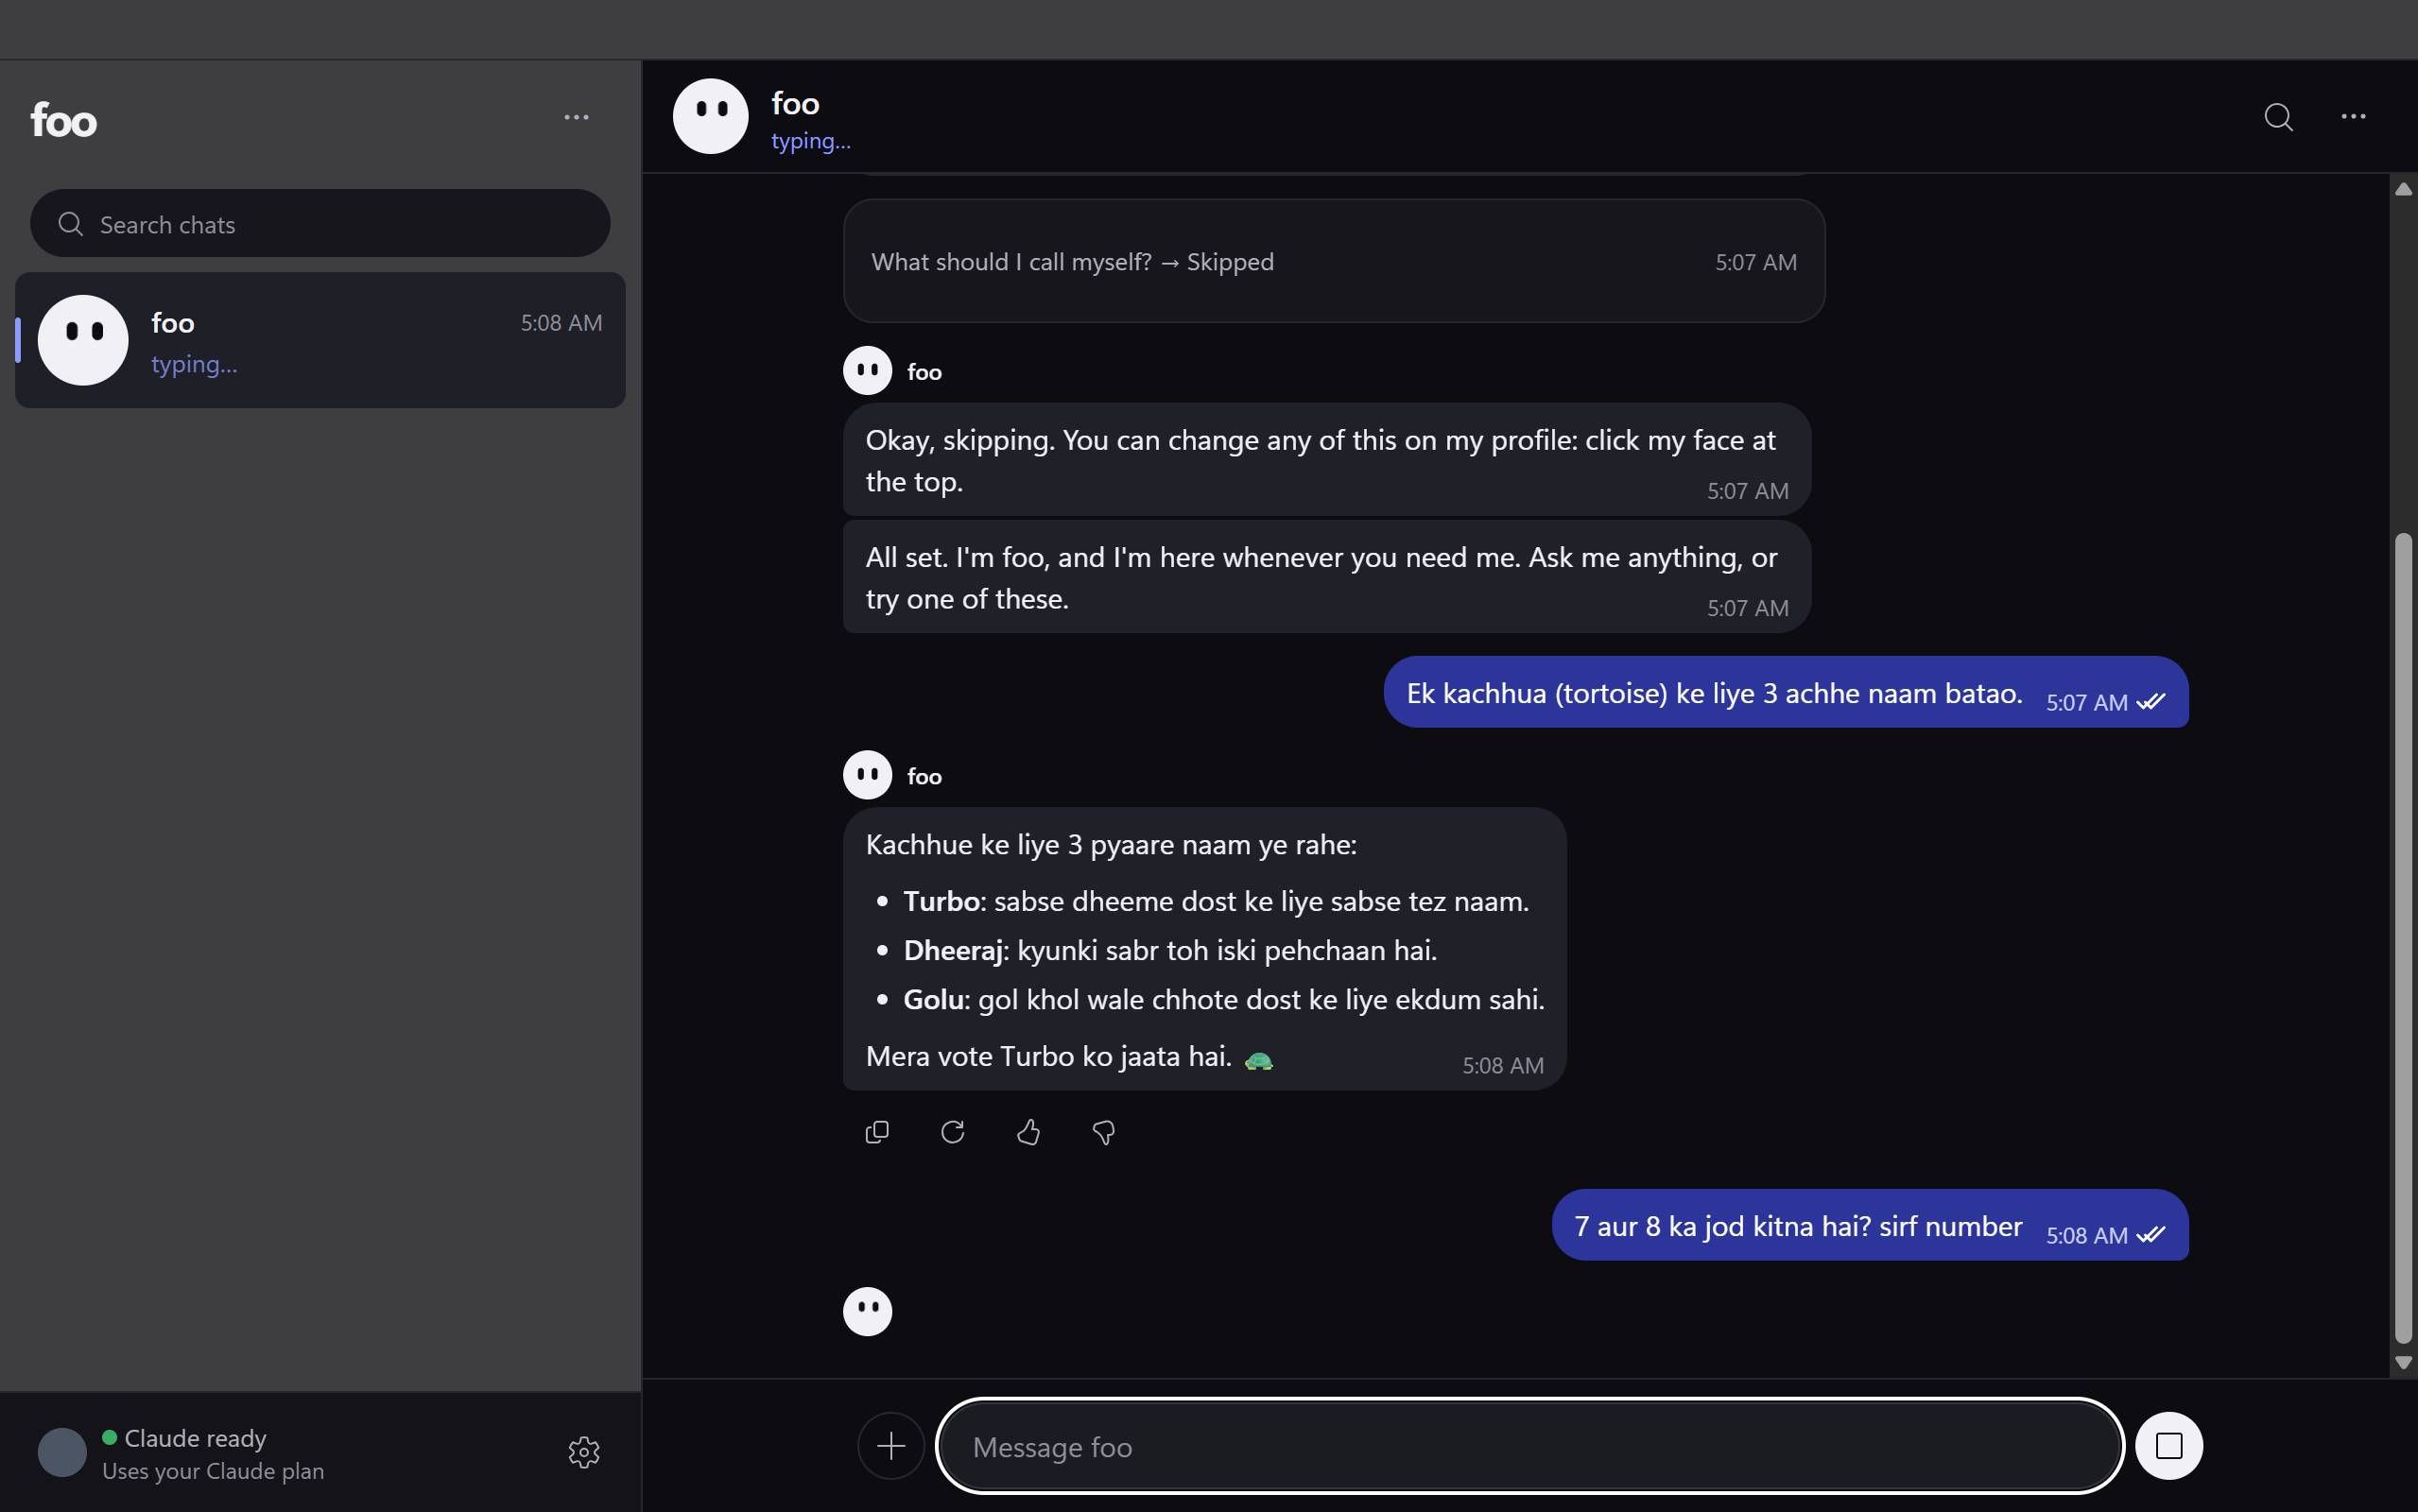 foo
Search chats
foo
5:08 AM
typing...
Claude ready
Uses your Claude plan
foo
typing...
What should I call myself? → Skipped
5:07 AM
foo
Okay, skipping. You can change any of this on my profile: click my face at
the top.
5:07 AM
All set. I'm foo, and I'm here whenever you need me. Ask me anything, or
try one of these.
5:07 AM
Ek kachhua (tortoise) ke liye 3 achhe naam batao.
5:07 AM
foo
Kachhue ke liye 3 pyaare naam ye rahe:
• Turbo: sabse dheeme dost ke liye sabse tez naam.
• Dheeraj: kyunki sabr toh iski pehchaan hai.
• Golu: gol khol wale chhote dost ke liye ekdum sahi.
Mera vote Turbo ko jaata hai. 🐢
5:08 AM
7 aur 8 ka jod kitna hai? sirf number
5:08 AM
Message foo